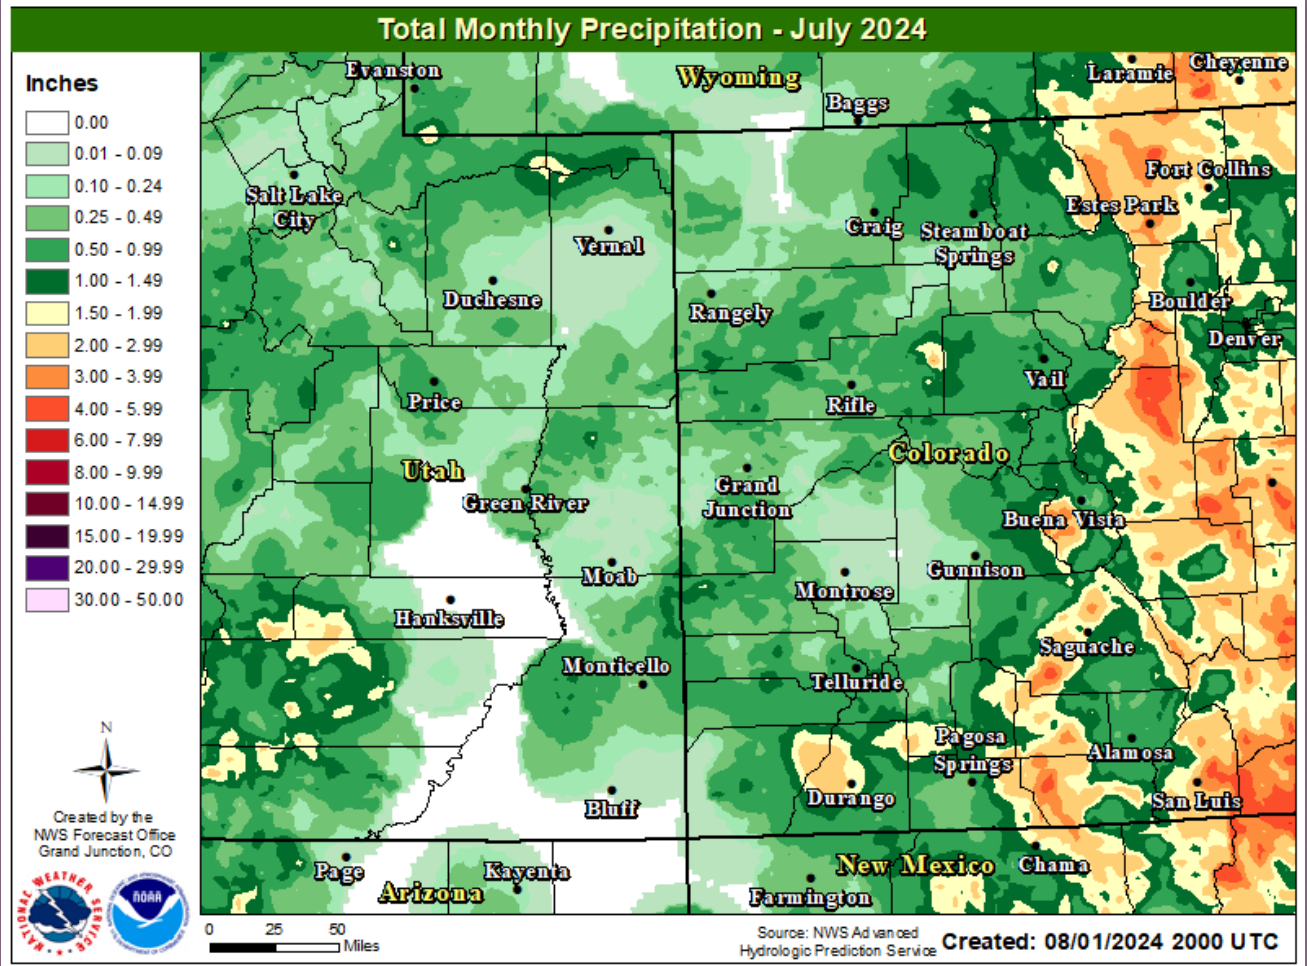 Total Monthly Precipitation - July 2024
Inches
0.00
0.01 - 0.09
0.10 - 0.24
0.25 - 0.49
0.50 - 0.99
1.00 - 1.49
1.50 - 1.99
2.00 - 2.99
3.00 - 3.99
4.00 - 5.99
6.00 - 7.99
8.00 - 9.99
10.00 - 14.99
15.00 - 19.99
20.00 - 29.99
30.00 - 50.00
N
Created by the
NWS Forecast Office
Grand Junction, CO
NATIONAL WEATHER SERVICE
NOAA
Evanston
Wyoming
Laramie
Cheyenne
Baggs
Salt Lake
City
Fort Collins
Estes Park
Vernal
Craig
Steamboat
Springs
Duchesne
Rangely
Boulder
Denver
Price
Rifle
Vail
Utah
Colorado
Green River
Grand
Junction
Buena Vista
Moab
Montrose
Gunnison
Hanksville
Saguache
Monticello
Telluride
Pagosa
Springs
Alamosa
Bluff
Durango
San Luis
Page
Arizona
Kayenta
New Mexico
Chama
Farmington
0 25 50
Miles
Source: NWS Advanced
Hydrologic Prediction Service
Created: 08/01/2024 2000 UTC